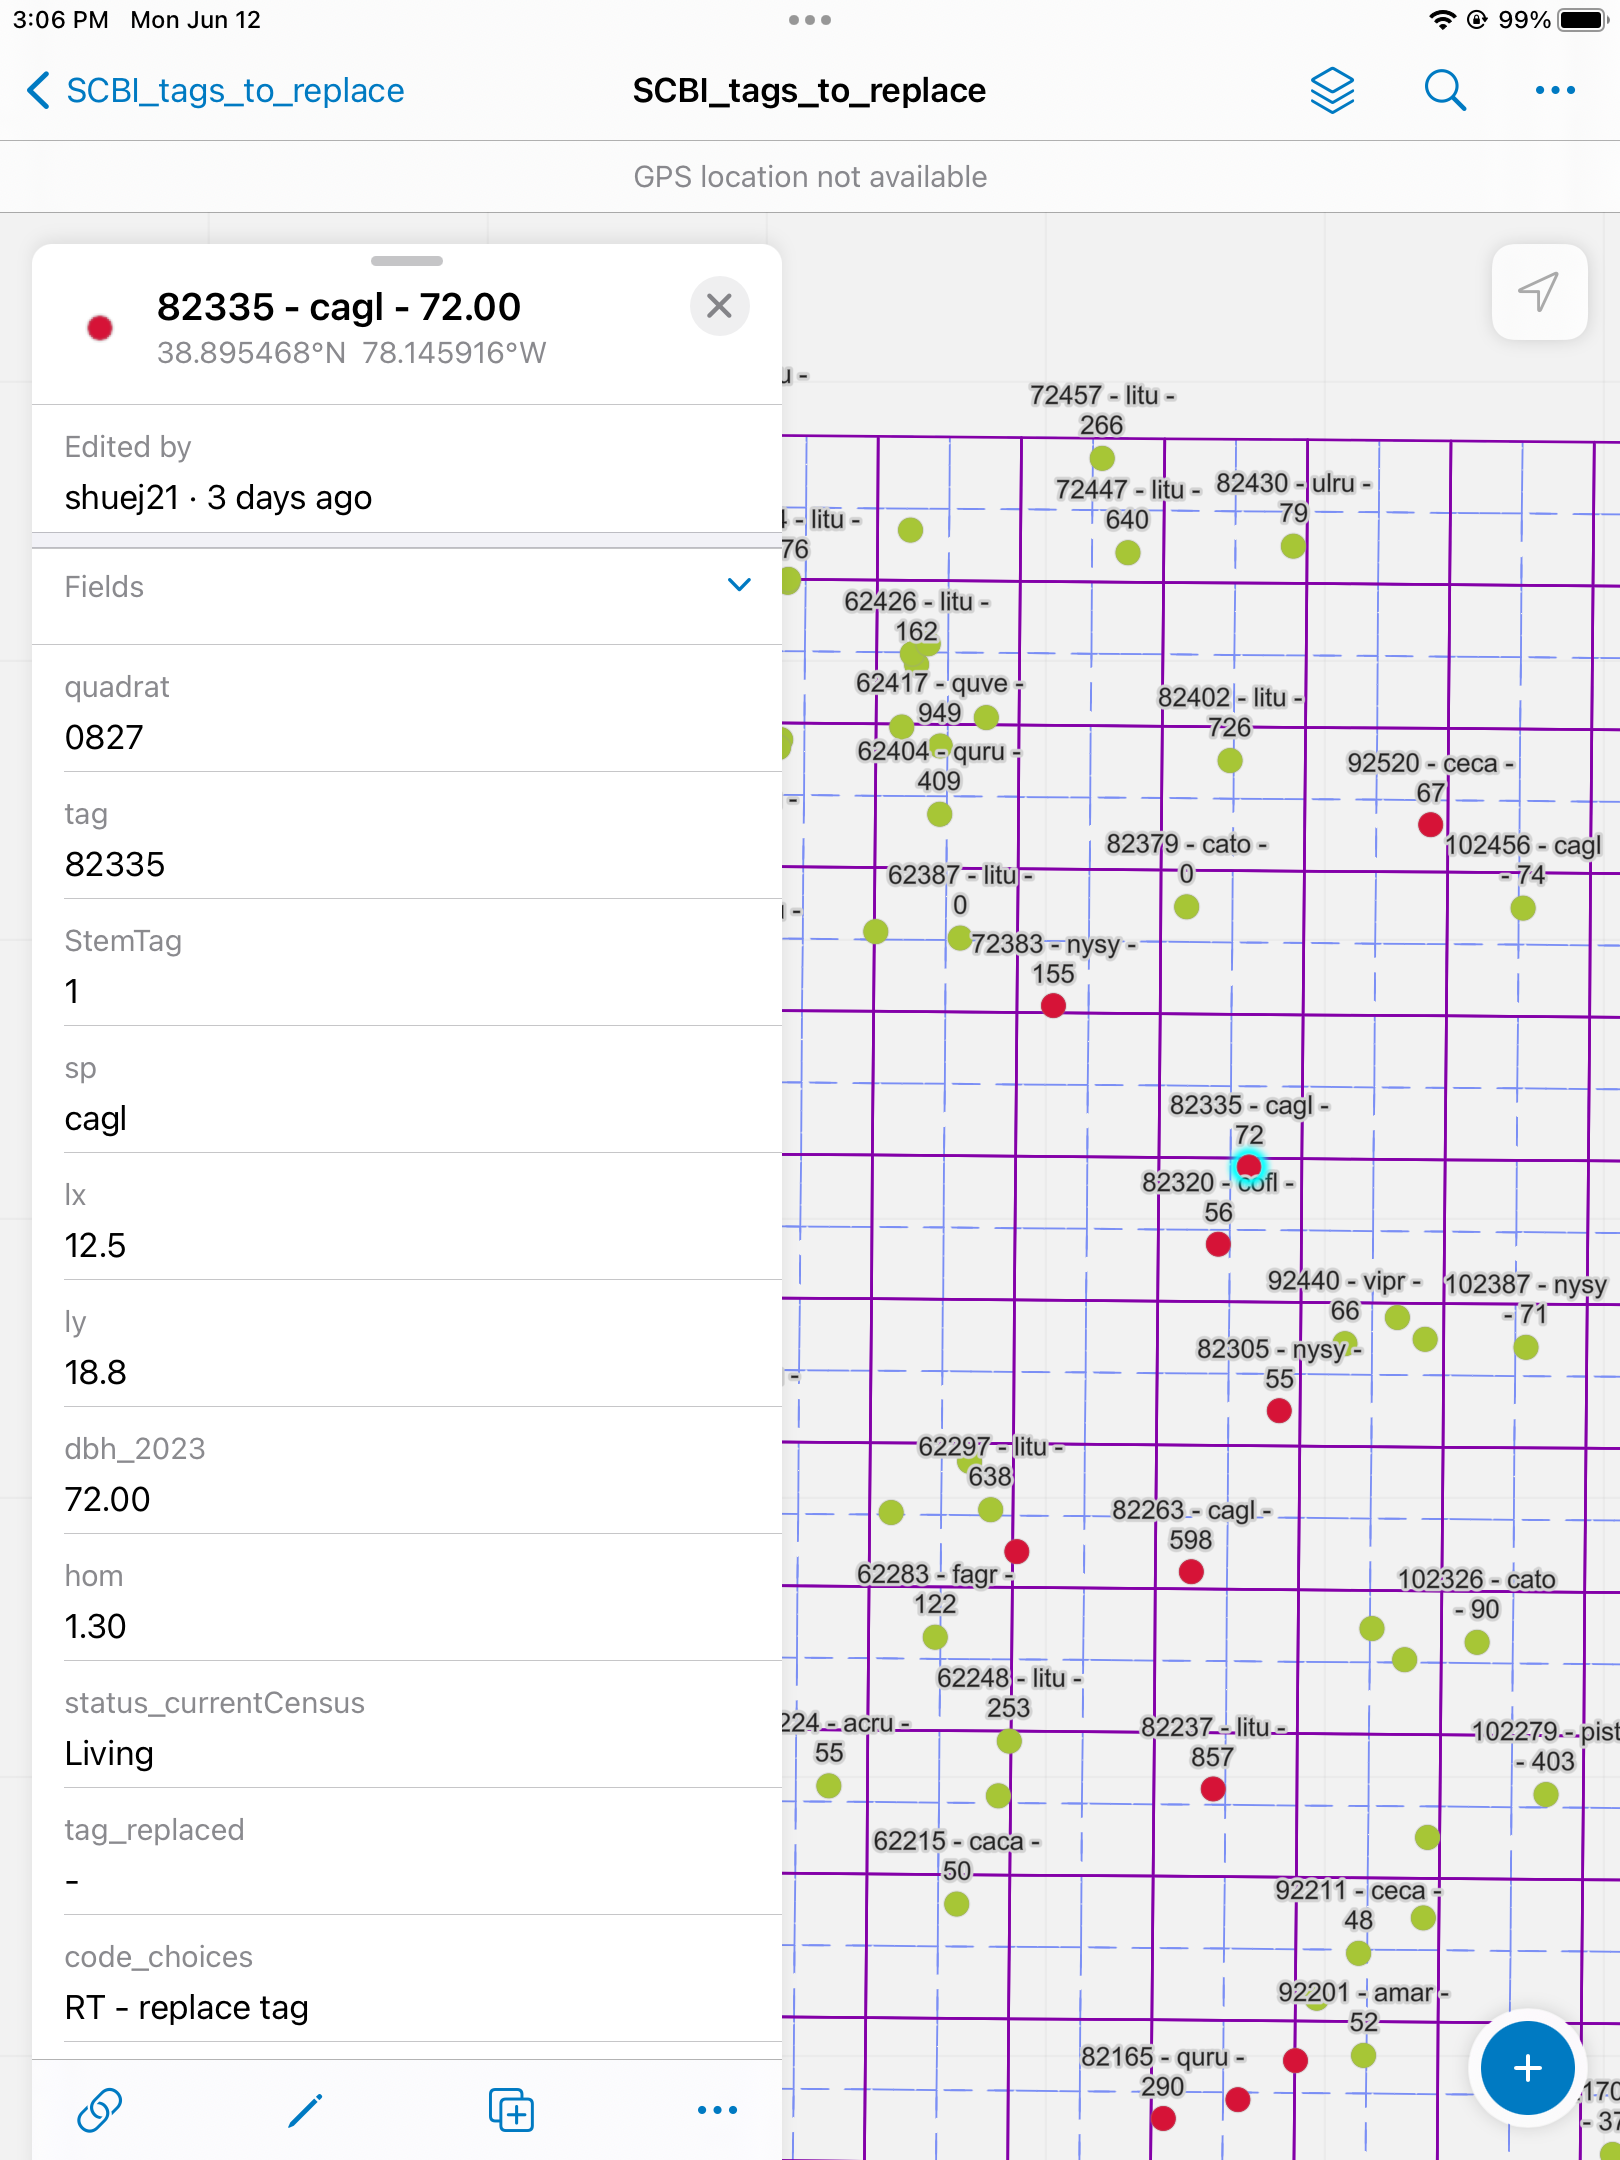 3:06 PM Mon Jun 12
99%
SCBI_tags_to_replace
SCBI_tags_to_replace
GPS location not available
82335 - cagl - 72.00
38.895468°N 78.145916°W
Edited by
shuej21 · 3 days ago
Fields
quadrat
0827
tag
82335
StemTag
1
sp
cagl
lx
12.5
ly
18.8
dbh_2023
72.00
hom
1.30
status_currentCensus
Living
tag_replaced
-
code_choices
RT - replace tag
72457 - litu -
266
72447 - litu -
640
82430 - ulru -
79
- litu -
76
62426 - litu -
162
62417 - quve -
949
62404 - quru -
409
82402 - litu -
726
92520 - ceca -
67
102456 - cagl
- 74
82379 - cato -
0
62387 - litu -
0
72383 - nysy -
155
82335 - cagl -
72
82320 - cofl -
56
92440 - vipr -
66
102387 - nysy
- 71
82305 - nysy -
55
62297 - litu -
638
82263 - cagl -
598
62283 - fagr -
122
102326 - cato
- 90
62248 - litu -
253
224 - acru -
55
82237 - litu -
857
102279 - pist
- 403
62215 - caca -
50
92211 - ceca -
48
92201 - amar -
52
82165 - quru -
290
170
- 37